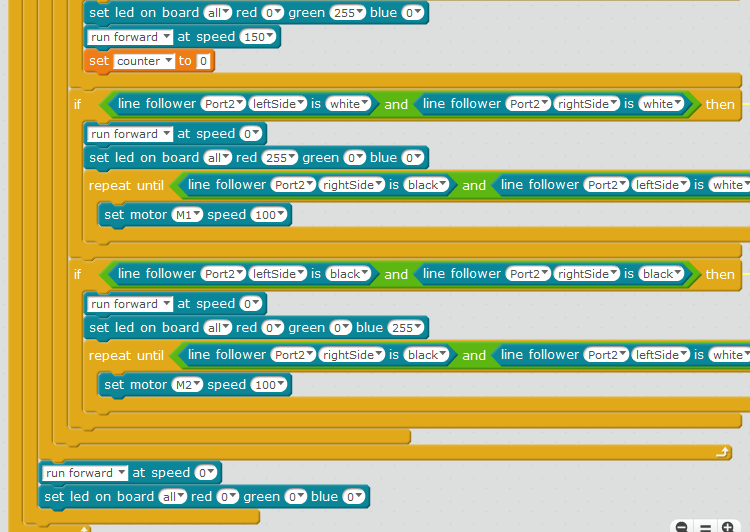 set led on board all red 0 green 255 blue 0
run forward at speed 150
set counter to 0
if line follower Port2 leftSide is white and line follower Port2 rightSide is white then
run forward at speed 0
set led on board all red 255 green 0 blue 0
repeat until line follower Port2 rightSide is black and line follower Port2 leftSide is white
set motor M1 speed 100
if line follower Port2 leftSide is black and line follower Port2 rightSide is black then
run forward at speed 0
set led on board all red 0 green 0 blue 255
repeat until line follower Port2 rightSide is black and line follower Port2 leftSide is white
set motor M2 speed 100
run forward at speed 0
set led on board all red 0 green 0 blue 0